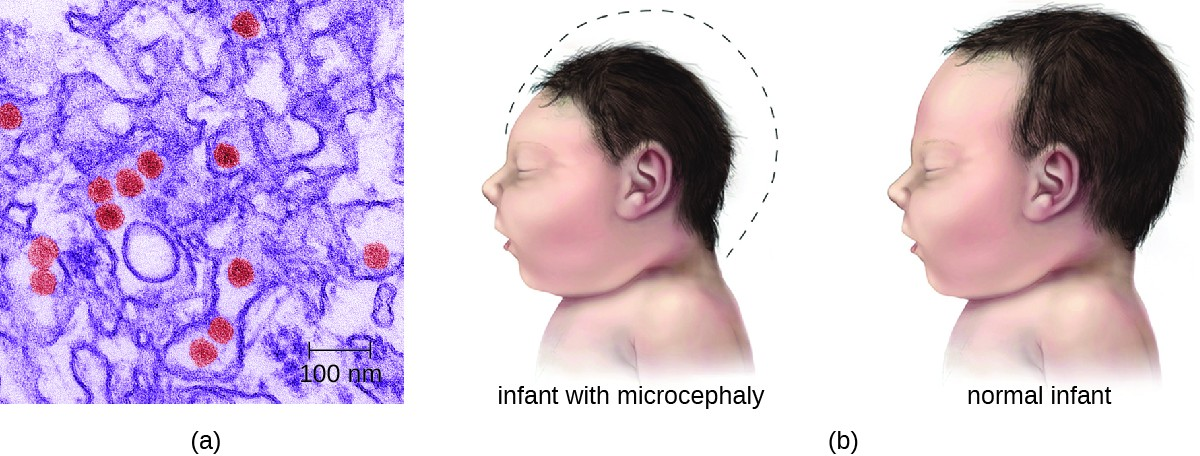 100 nm
infant with microcephaly
normal infant
(a)
(b)